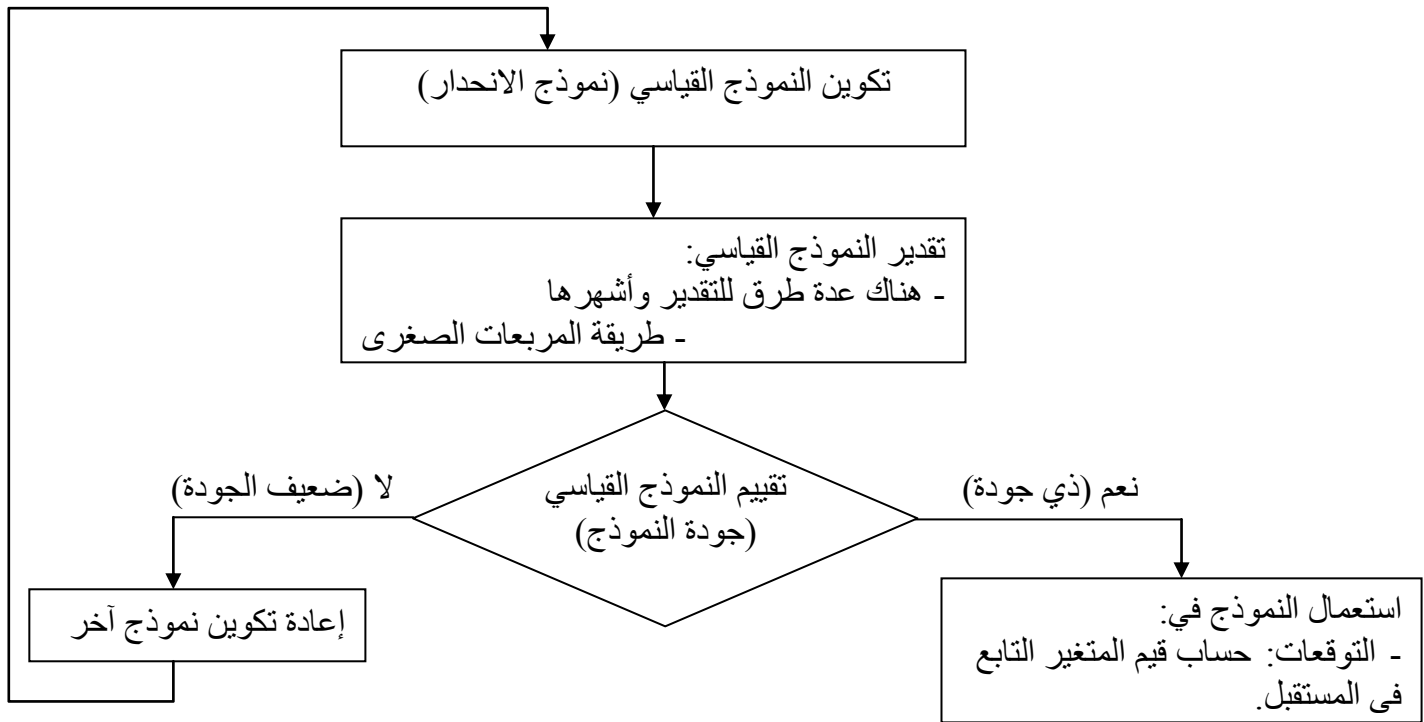 تكوين النموذج القياسي (نموذج الانحدار)
تقدير النموذج القياسي:
- هناك عدة طرق للتقدير وأشهرها
- طريقة المربعات الصغرى
تقييم النموذج القياسي
(جودة النموذج)
نعم (ذي جودة)
لا (ضعيف الجودة)
استعمال النموذج في:
- التوقعات: حساب قيم المتغير التابع
في المستقبل.
إعادة تكوين نموذج آخر